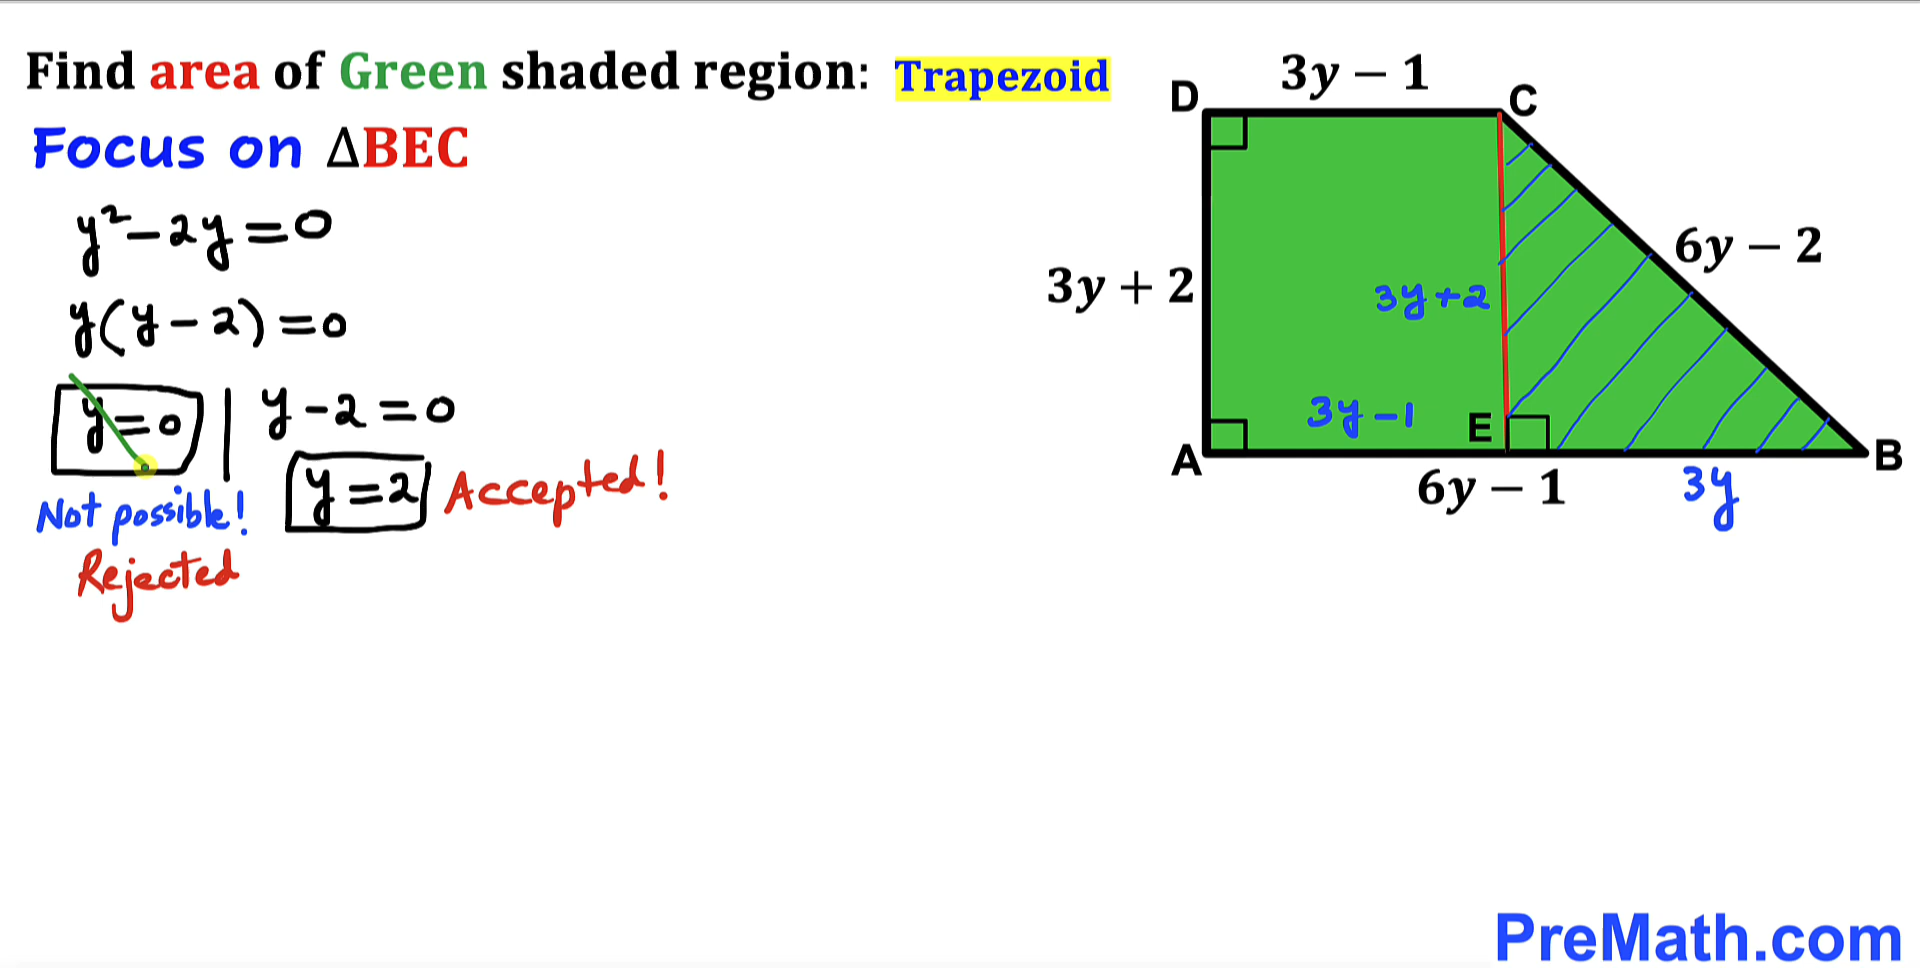 Find area of Green shaded region: Trapezoid
Focus on ΔBEC
y² - 2y = 0
y(y - 2) = 0
y = 0 | y - 2 = 0
Not possible!
Rejected
y = 2 Accepted!
D
3y − 1
C
3y + 2
3y + 2
6y − 2
3y - 1
E
A
B
6y − 1
3y
PreMath.com